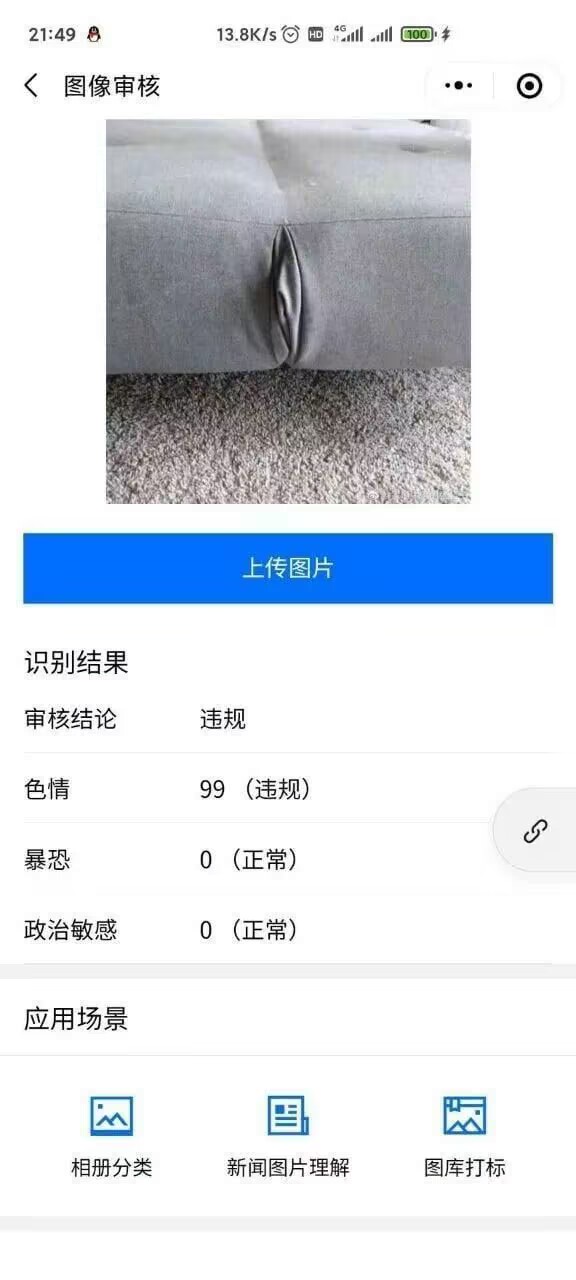 21:49 13.8K/s HD 4G 100
图像审核
上传图片
识别结果
审核结论 违规
色情 99 （违规）
暴恐 0 （正常）
政治敏感 0 （正常）
应用场景
相册分类 新闻图片理解 图库打标